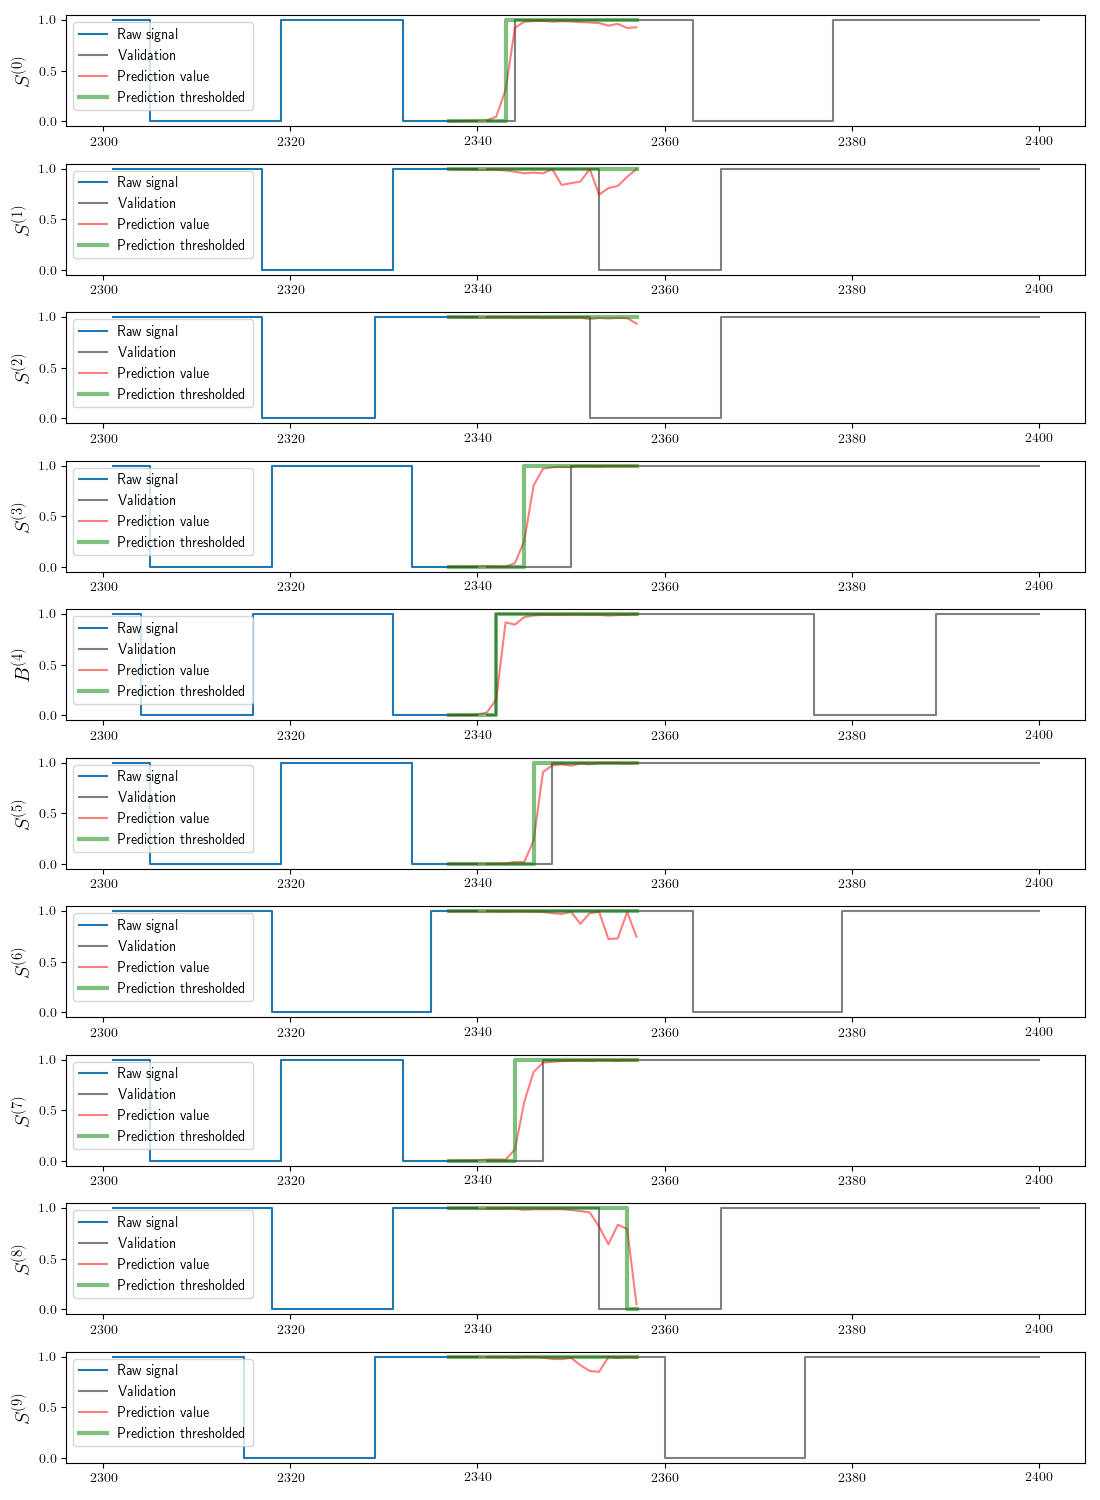 S^(0)
1.0
0.5
0.0
Raw signal
Validation
Prediction value
Prediction thresholded
2300 2320 2340 2360 2380 2400
S^(1)
1.0
0.5
0.0
Raw signal
Validation
Prediction value
Prediction thresholded
2300 2320 2340 2360 2380 2400
S^(2)
1.0
0.5
0.0
Raw signal
Validation
Prediction value
Prediction thresholded
2300 2320 2340 2360 2380 2400
S^(3)
1.0
0.5
0.0
Raw signal
Validation
Prediction value
Prediction thresholded
2300 2320 2340 2360 2380 2400
B^(4)
1.0
0.5
0.0
Raw signal
Validation
Prediction value
Prediction thresholded
2300 2320 2340 2360 2380 2400
S^(5)
1.0
0.5
0.0
Raw signal
Validation
Prediction value
Prediction thresholded
2300 2320 2340 2360 2380 2400
S^(6)
1.0
0.5
0.0
Raw signal
Validation
Prediction value
Prediction thresholded
2300 2320 2340 2360 2380 2400
S^(7)
1.0
0.5
0.0
Raw signal
Validation
Prediction value
Prediction thresholded
2300 2320 2340 2360 2380 2400
S^(8)
1.0
0.5
0.0
Raw signal
Validation
Prediction value
Prediction thresholded
2300 2320 2340 2360 2380 2400
S^(9)
1.0
0.5
0.0
Raw signal
Validation
Prediction value
Prediction thresholded
2300 2320 2340 2360 2380 2400